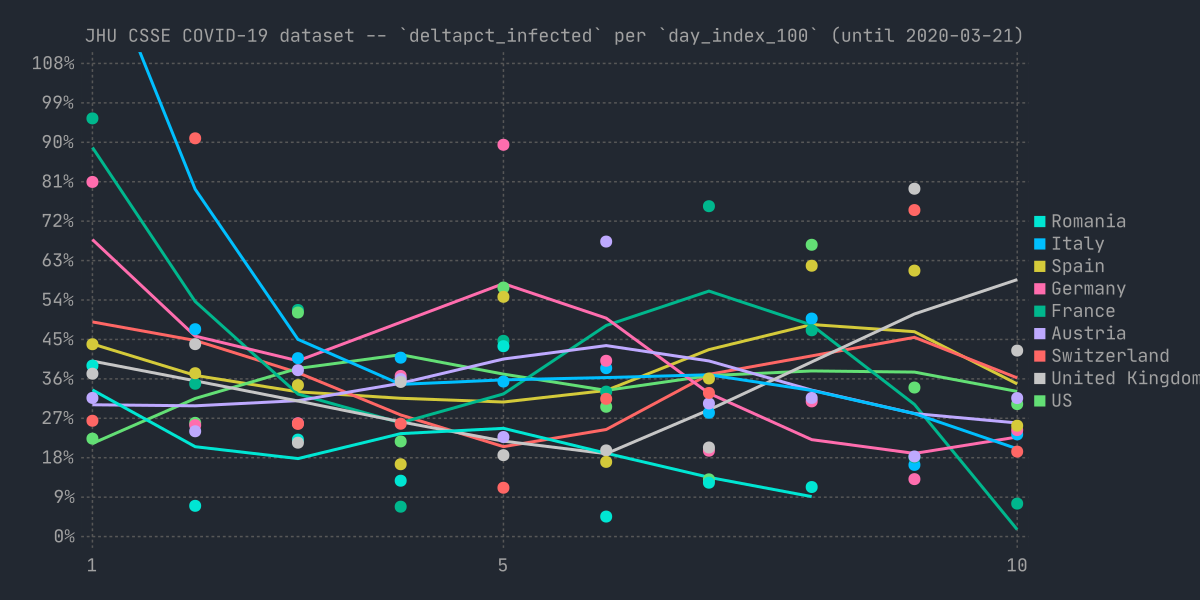 JHU CSSE COVID-19 dataset -- `deltapct_infected` per `day_index_100` (until 2020-03-21)
108%
99%
90%
81%
72%
63%
54%
45%
36%
27%
18%
9%
0%
1
5
10
Romania
Italy
Spain
Germany
France
Austria
Switzerland
United Kingdom
US